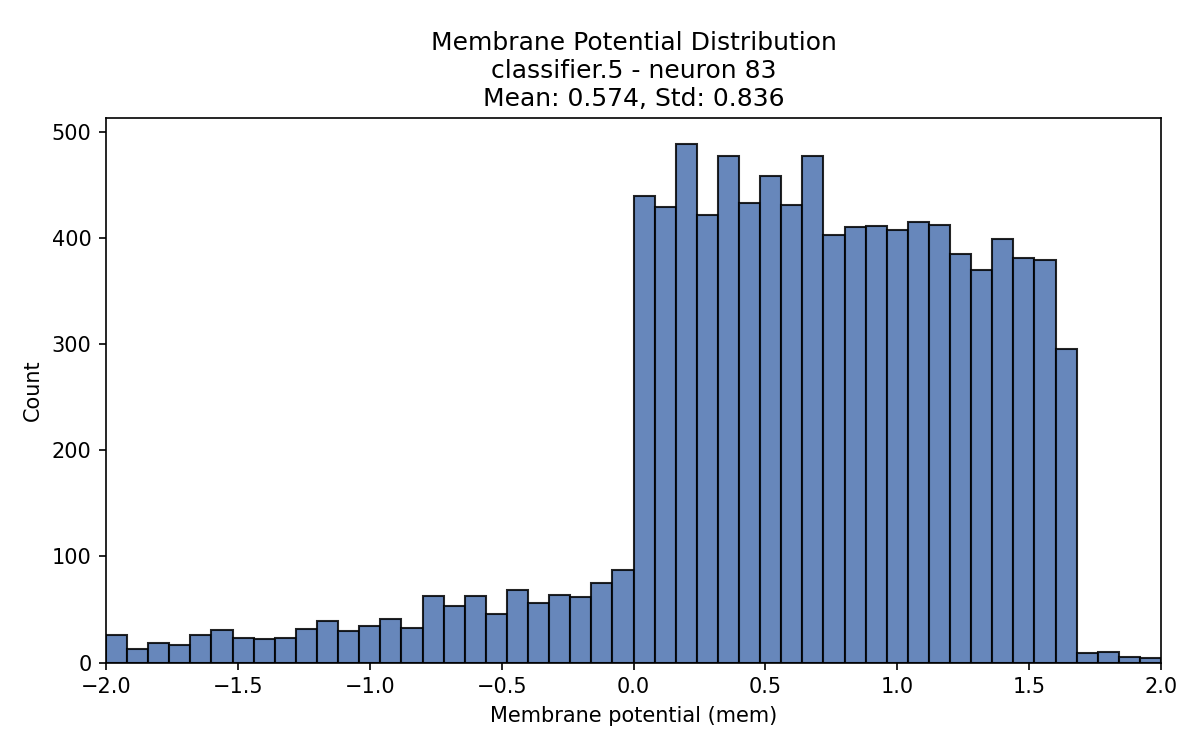 Membrane Potential Distribution
classifier.5 - neuron 83
Mean: 0.574, Std: 0.836
500
400
300
200
100
0
Count
−2.0 −1.5 −1.0 −0.5 0.0 0.5 1.0 1.5 2.0
Membrane potential (mem)